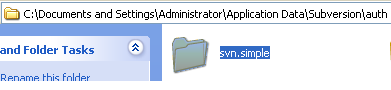 C:\Documents and Settings\Administrator\Application Data\Subversion\auth
and Folder Tasks
svn.simple
Rename this folder